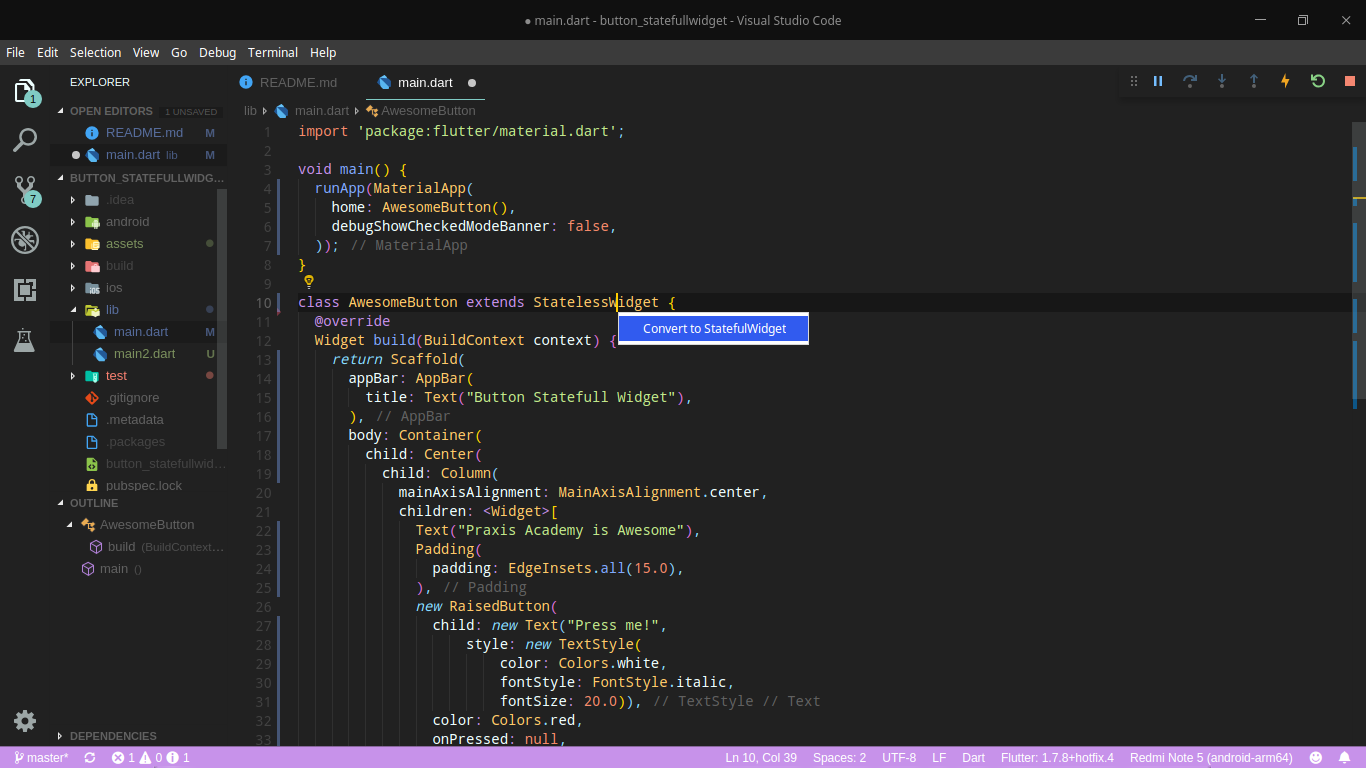 ● main.dart - button_statefullwidget - Visual Studio Code
File Edit Selection View Go Debug Terminal Help
EXPLORER
OPEN EDITORS 1 UNSAVED
README.md M
main.dart lib M
BUTTON_STATEFULLWIDG...
.idea
android
assets
build
ios
lib
main.dart M
main2.dart U
test
.gitignore
.metadata
.packages
button_statefullwid...
pubspec.lock
OUTLINE
AwesomeButton
build (BuildContext...
main ()
DEPENDENCIES
1
7
README.md main.dart
lib main.dart AwesomeButton
1 import 'package:flutter/material.dart';
2
3 void main() {
4 runApp(MaterialApp(
5 home: AwesomeButton(),
6 debugShowCheckedModeBanner: false,
7 )); // MaterialApp
8 }
9
10 class AwesomeButton extends StatelessWidget {
Convert to StatefulWidget
11 @override
12 Widget build(BuildContext context) {
13 return Scaffold(
14 appBar: AppBar(
15 title: Text("Button Statefull Widget"),
16 ), // AppBar
17 body: Container(
18 child: Center(
19 child: Column(
20 mainAxisAlignment: MainAxisAlignment.center,
21 children: <Widget>[
22 Text("Praxis Academy is Awesome"),
23 Padding(
24 padding: EdgeInsets.all(15.0),
25 ), // Padding
26 new RaisedButton(
27 child: new Text("Press me!",
28 style: new TextStyle(
29 color: Colors.white,
30 fontStyle: FontStyle.italic,
31 fontSize: 20.0)), // TextStyle // Text
32 color: Colors.red,
33 onPressed: null,
master* 1 0 1 Ln 10, Col 39 Spaces: 2 UTF-8 LF Dart Flutter: 1.7.8+hotfix.4 Redmi Note 5 (android-arm64)